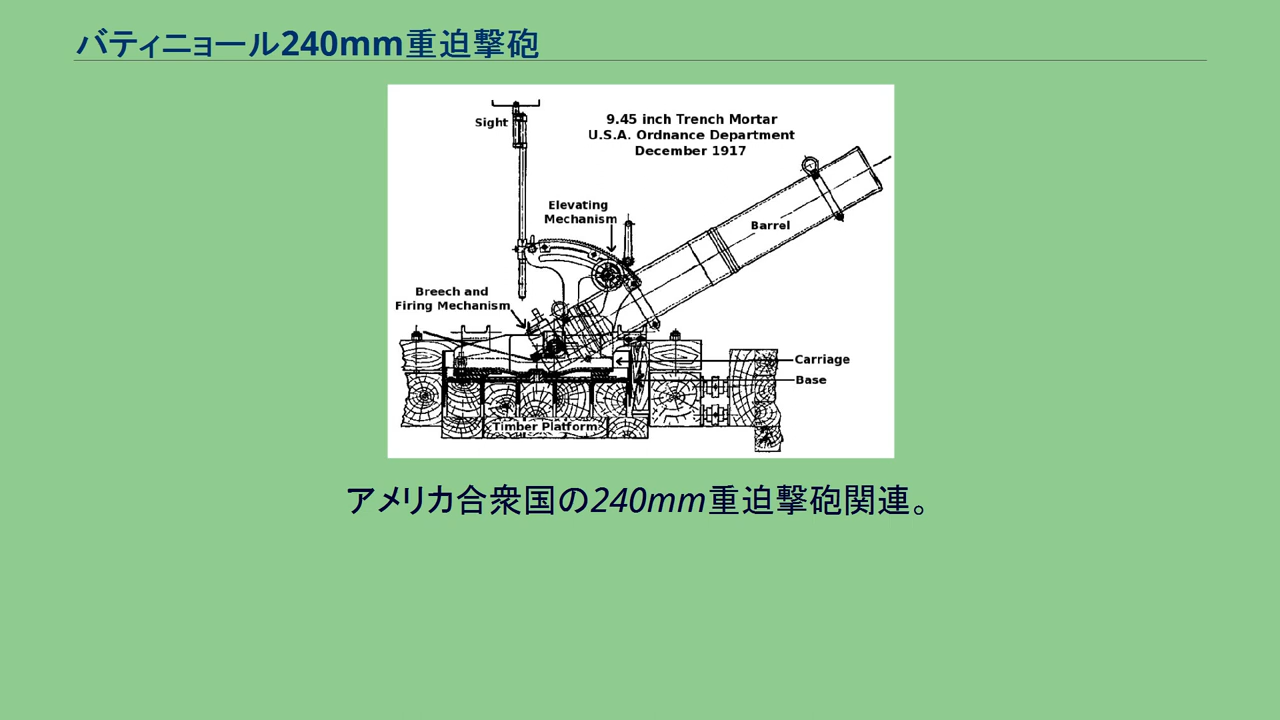 バティニョール240mm重迫撃砲
Sight
9.45 inch Trench Mortar
U.S.A. Ordnance Department
December 1917
Elevating
Mechanism
Barrel
Breech and
Firing Mechanism
Carriage
Base
Timber Platform
アメリカ合衆国の240mm重迫撃砲関連。